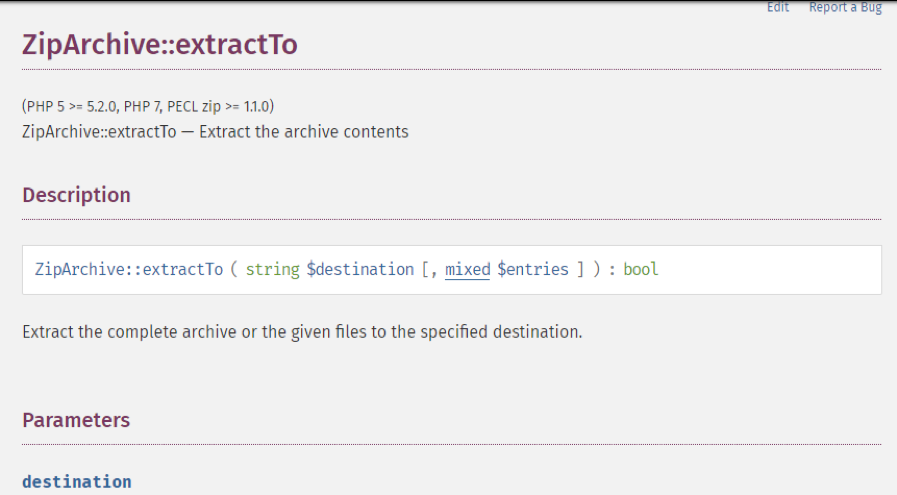 Edit Report a Bug
ZipArchive::extractTo
(PHP 5 >= 5.2.0, PHP 7, PECL zip >= 1.1.0)
ZipArchive::extractTo — Extract the archive contents
Description
ZipArchive::extractTo ( string $destination [, mixed $entries ] ) : bool
Extract the complete archive or the given files to the specified destination.
Parameters
destination